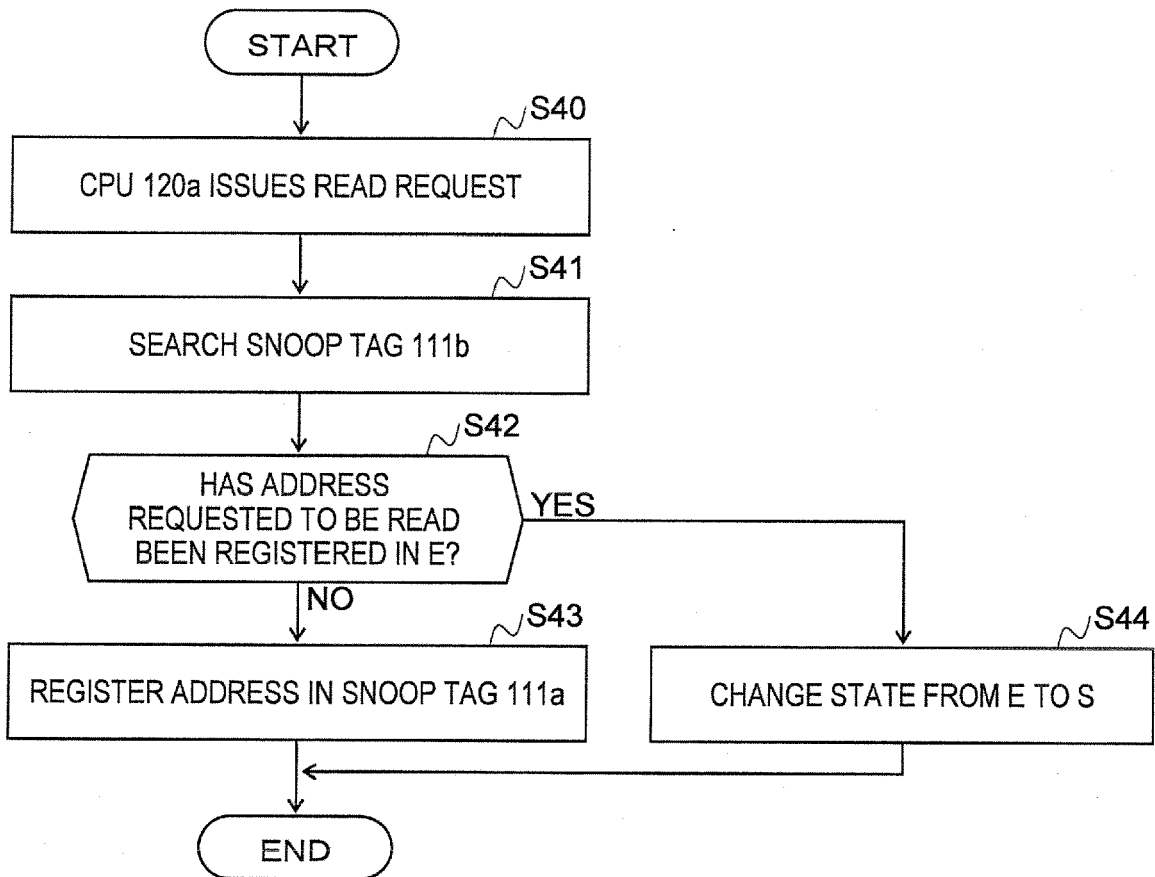 START
S40
CPU 120a ISSUES READ REQUEST
S41
SEARCH SNOOP TAG 111b
S42
HAS ADDRESS
REQUESTED TO BE READ
BEEN REGISTERED IN E?
YES
NO
S43
REGISTER ADDRESS IN SNOOP TAG 111a
S44
CHANGE STATE FROM E TO S
END